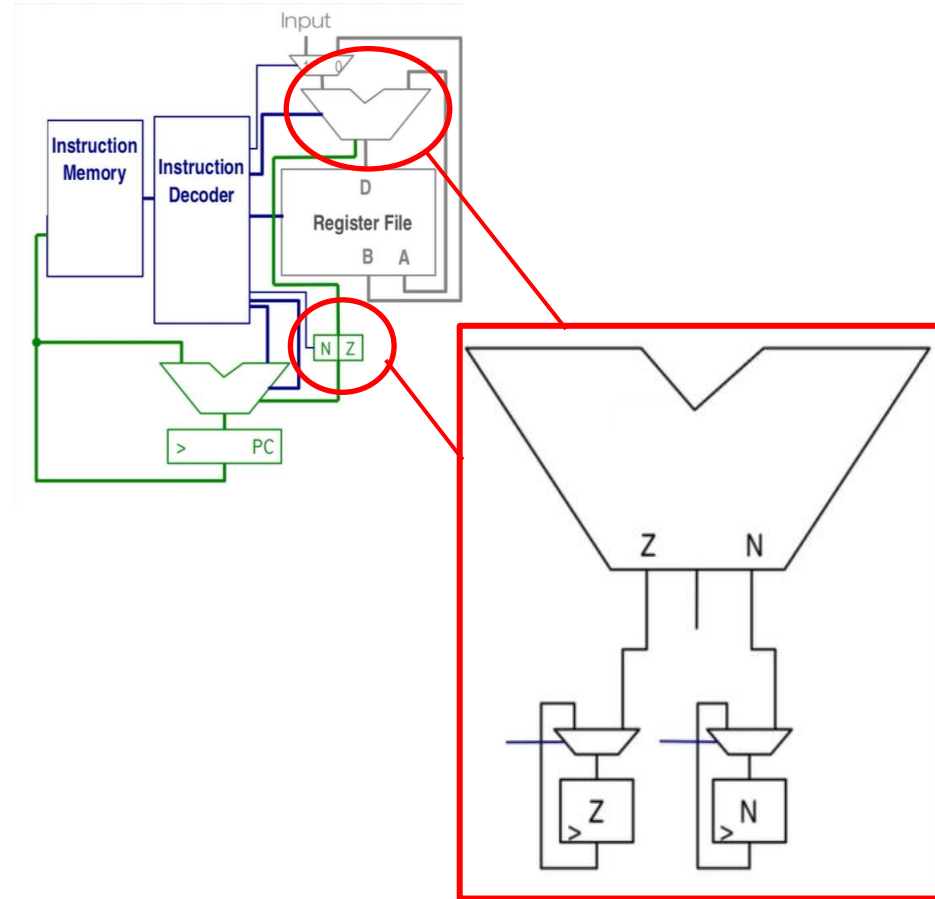 Input
1 0
Instruction
Memory
Instruction
Decoder
D
Register File
B A
N Z
> PC
Z N
Z
>
N
>